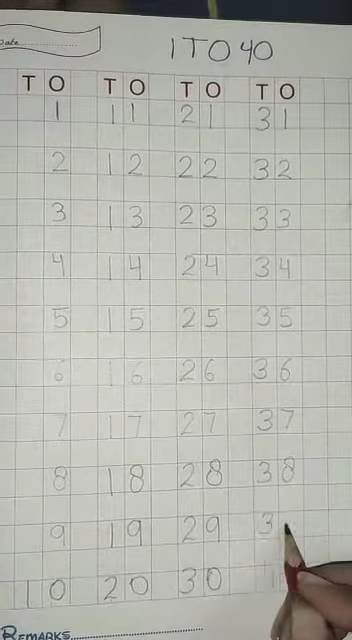 Date
1 TO 40
T O T O T O T O
1 11 21 31
2 12 22 32
3 13 23 33
4 14 24 34
5 15 25 35
6 16 26 36
7 17 27 37
8 18 28 38
9 19 29 3
10 20 30
REMARKS